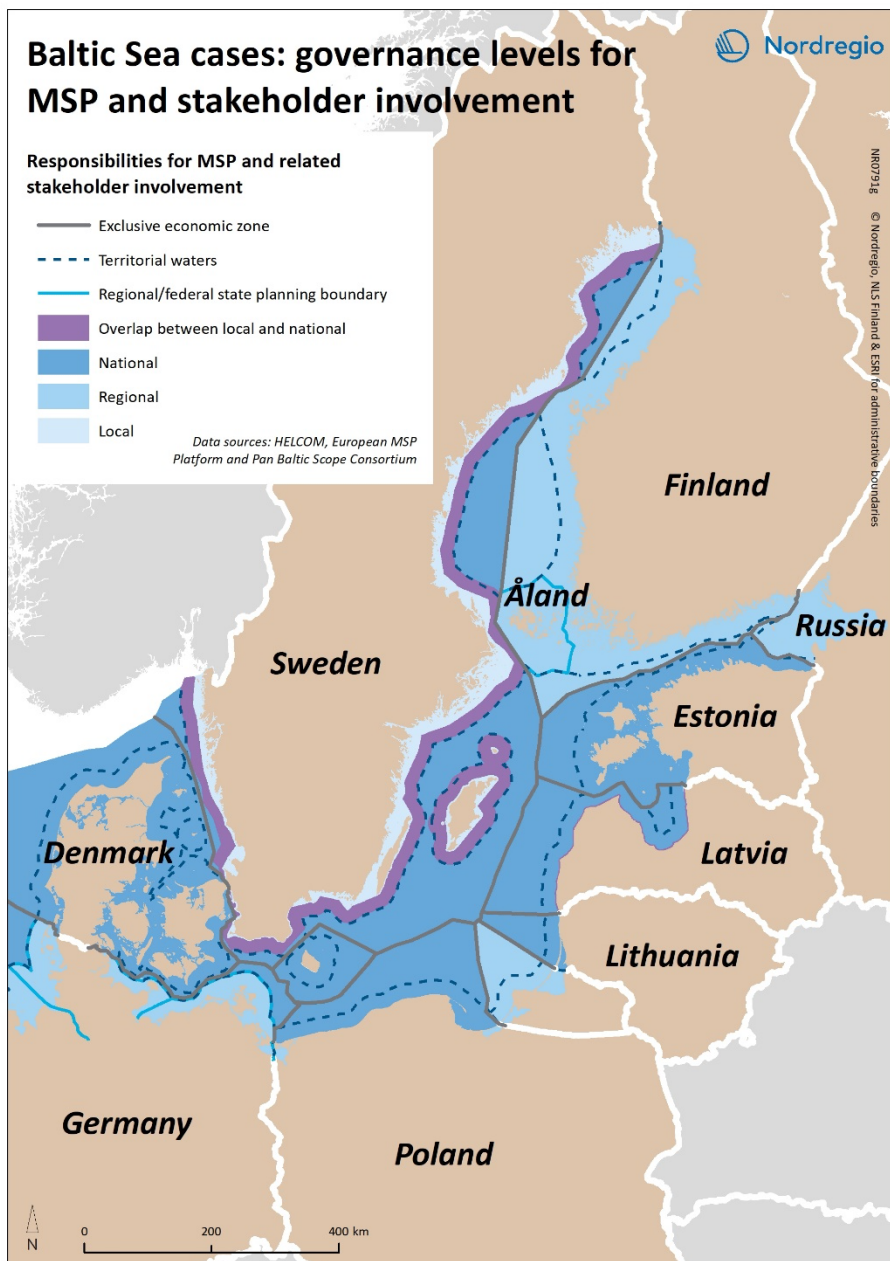 Baltic Sea cases: governance levels for
MSP and stakeholder involvement
Nordregio
Responsibilities for MSP and related
stakeholder involvement
Exclusive economic zone
Territorial waters
Regional/federal state planning boundary
Overlap between local and national
National
Regional
Local
Data sources: HELCOM, European MSP
Platform and Pan Baltic Scope Consortium
NR0791g © Nordregio, NLS Finland & ESRI for administrative boundaries
Finland
Åland
Russia
Sweden
Estonia
Denmark
Latvia
Lithuania
Germany
Poland
N
0 200 400 km